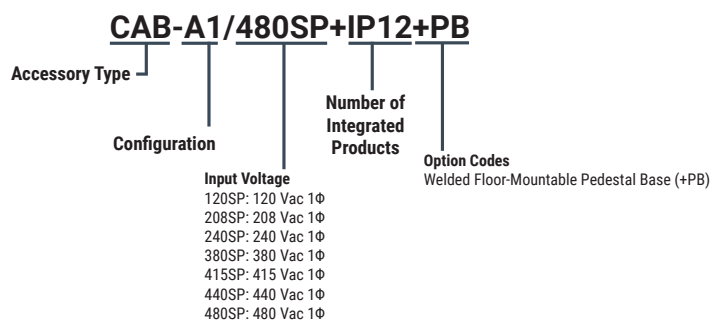 CAB-A1/480SP+IP12+PB
Accessory Type
Configuration
Input Voltage
120SP: 120 Vac 1Φ
208SP: 208 Vac 1Φ
240SP: 240 Vac 1Φ
380SP: 380 Vac 1Φ
415SP: 415 Vac 1Φ
440SP: 440 Vac 1Φ
480SP: 480 Vac 1Φ
Number of
Integrated
Products
Option Codes
Welded Floor-Mountable Pedestal Base (+PB)